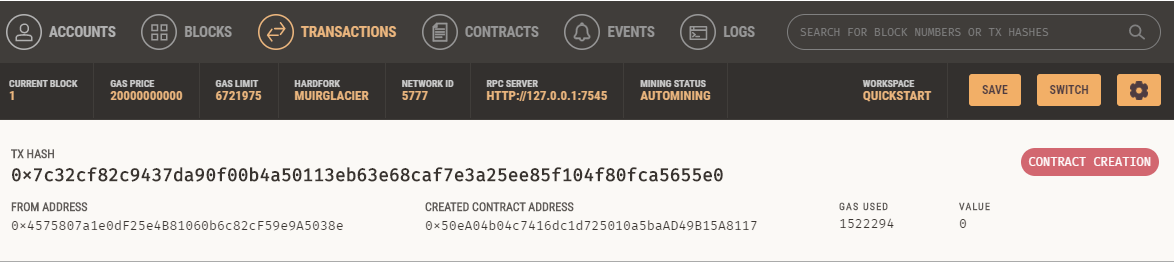 ACCOUNTS BLOCKS TRANSACTIONS CONTRACTS EVENTS LOGS SEARCH FOR BLOCK NUMBERS OR TX HASHES
CURRENT BLOCK GAS PRICE GAS LIMIT HARDFORK NETWORK ID RPC SERVER MINING STATUS WORKSPACE
1 20000000000 6721975 MUIRGLACIER 5777 HTTP://127.0.0.1:7545 AUTOMINING QUICKSTART SAVE SWITCH
TX HASH
0×7c32cf82c9437da90f00b4a50113eb63e68caf7e3a25ee85f104f80fca5655e0 CONTRACT CREATION
FROM ADDRESS CREATED CONTRACT ADDRESS GAS USED VALUE
0×4575807a1e0dF25e4B81060b6c82cF59e9A5038e 0×50eA04b04c7416dc1d725010a5baAD49B15A8117 1522294 0